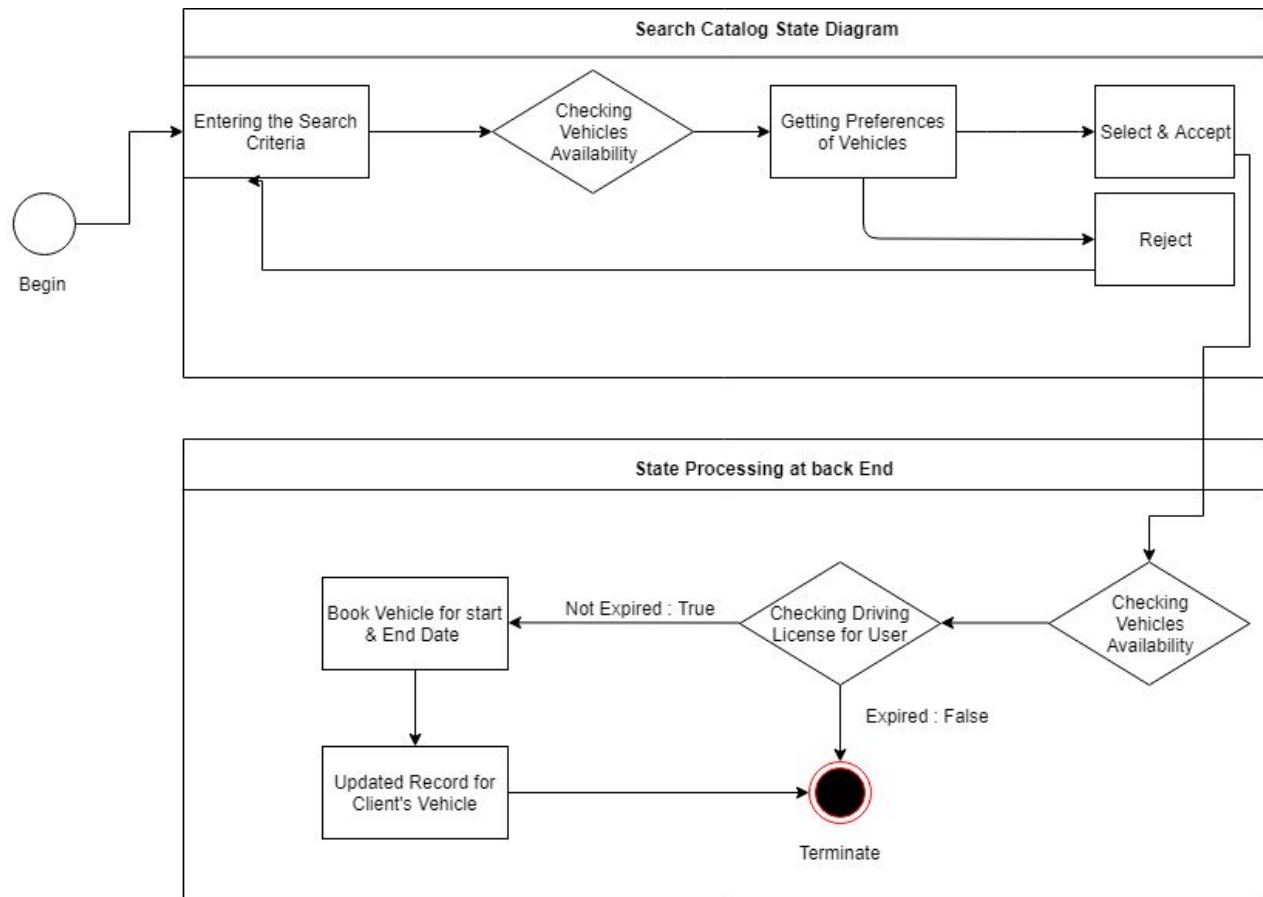 Search Catalog State Diagram
Entering the Search
Criteria
Checking
Vehicles
Availability
Getting Preferences
of Vehicles
Select & Accept
Reject
Begin
State Processing at back End
Book Vehicle for start
& End Date
Not Expired : True
Checking Driving
License for User
Checking
Vehicles
Availability
Expired : False
Updated Record for
Client's Vehicle
Terminate